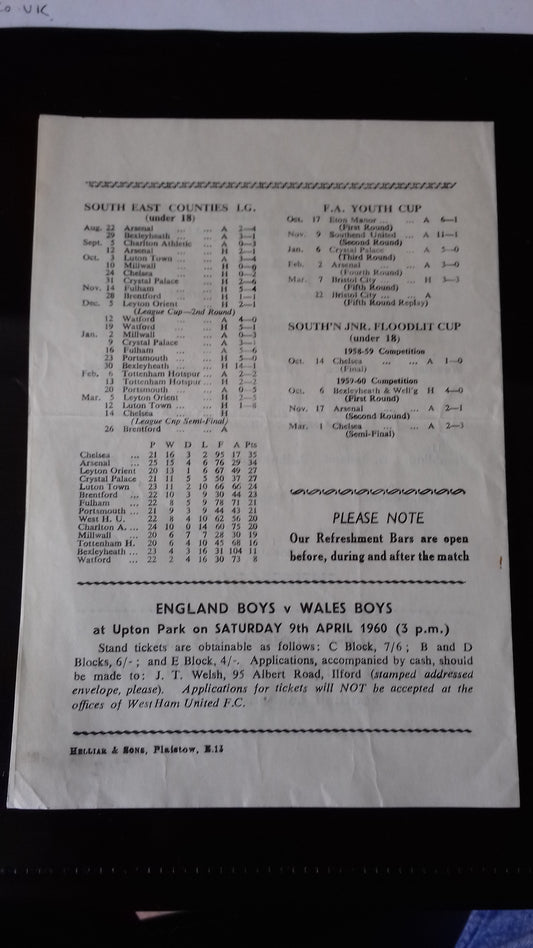 CO UK
SOUTH EAST COUNTIES LG.
(under 18)
Aug. 22 Arsenal ... ... A 2—4
29 Bexleyheath ... A 3—1
Sept. 5 Charlton Athletic A 0—3
12 Arsenal ... ... H 2—1
Oct. 3 Luton Town ... A 3—4
10 Millwall ... ... H 0—0
24 Chelsea ... ... H 0—6
31 Crystal Palace ... H 2—6
Nov. 14 Fulham ... ... H 5—4
28 Brentford ... ... H 1—1
Dec. 5 Leyton Orient ... H 2—1
(League Cup—2nd Round)
12 Watford ... ... A 4—0
19 Watford ... ... H 5—1
Jan. 2 Millwall ... ... A 0—3
9 Crystal Palace ... A 3—1
16 Fulham ... ... A 5—6
23 Portsmouth ... H 5—0
30 Bexleyheath ... H 14—1
Feb. 6 Tottenham Hotspur ... A 2—2
13 Tottenham Hotspur ... H 2—2
20 Portsmouth ... A 0—5
Mar. 5 Leyton Orient ... H 2—5
12 Luton Town ... H 1—8
14 Chelsea ... ... H
(League Cup Semi-Final)
26 Brentford ... ... A
P W D L F A Pts
Chelsea ... 21 16 3 2 95 17 35
Arsenal ... 25 15 4 6 76 29 34
Leyton Orient 20 13 1 6 67 49 27
Crystal Palace 21 11 5 5 50 37 27
Luton Town 23 11 2 10 66 66 24
Brentford ... 22 10 3 9 30 44 23
Fulham ... 22 8 5 9 78 71 21
Portsmouth ... 21 9 3 9 44 43 21
West H. U. 22 8 4 10 62 56 20
Charlton A. ... 24 10 0 14 60 75 20
Millwall ... 20 6 7 7 28 30 19
Tottenham H. 20 6 4 10 45 68 16
Bexleyheath ... 23 4 3 16 31 104 11
Watford ... 22 2 4 16 30 73 8
F.A. YOUTH CUP
Oct. 17 Eton Manor ... ... A 6—1
(First Round)
Nov. 9 Southend United ... A 11—1
(Second Round)
Jan. 6 Crystal Palace ... A 5—0
(Third Round)
Feb. 2 Arsenal ... ... A 3—0
(Fourth Round)
Mar. 7 Bristol City ... ... H 3—3
(Fifth Round)
22 Bristol City ... ... A
(Fifth Round Replay)
SOUTH'N JNR. FLOODLIT CUP
(under 18)
1958-59 Competition
Oct. 14 Chelsea ... ... A 1—0
(Final)
1959-60 Competition
Oct. 6 Bexleyheath & Well'g H 4—0
(First Round)
Nov. 17 Arsenal ... ... A 2—1
(Second Round)
Mar. 1 Chelsea ... ... A 2—3
(Semi-Final)
PLEASE NOTE
Our Refreshment Bars are open
before, during and after the match
ENGLAND BOYS v WALES BOYS
at Upton Park on SATURDAY 9th APRIL 1960 (3 p.m.)
Stand tickets are obtainable as follows: C Block, 7/6; B and D
Blocks, 6/-; and E Block, 4/-. Applications, accompanied by cash, should
be made to: J. T. Welsh, 95 Albert Road, Ilford (stamped addressed
envelope, please). Applications for tickets will NOT be accepted at the
offices of West Ham United F.C.
HELLIAR & SONS, Plaistow, E.13